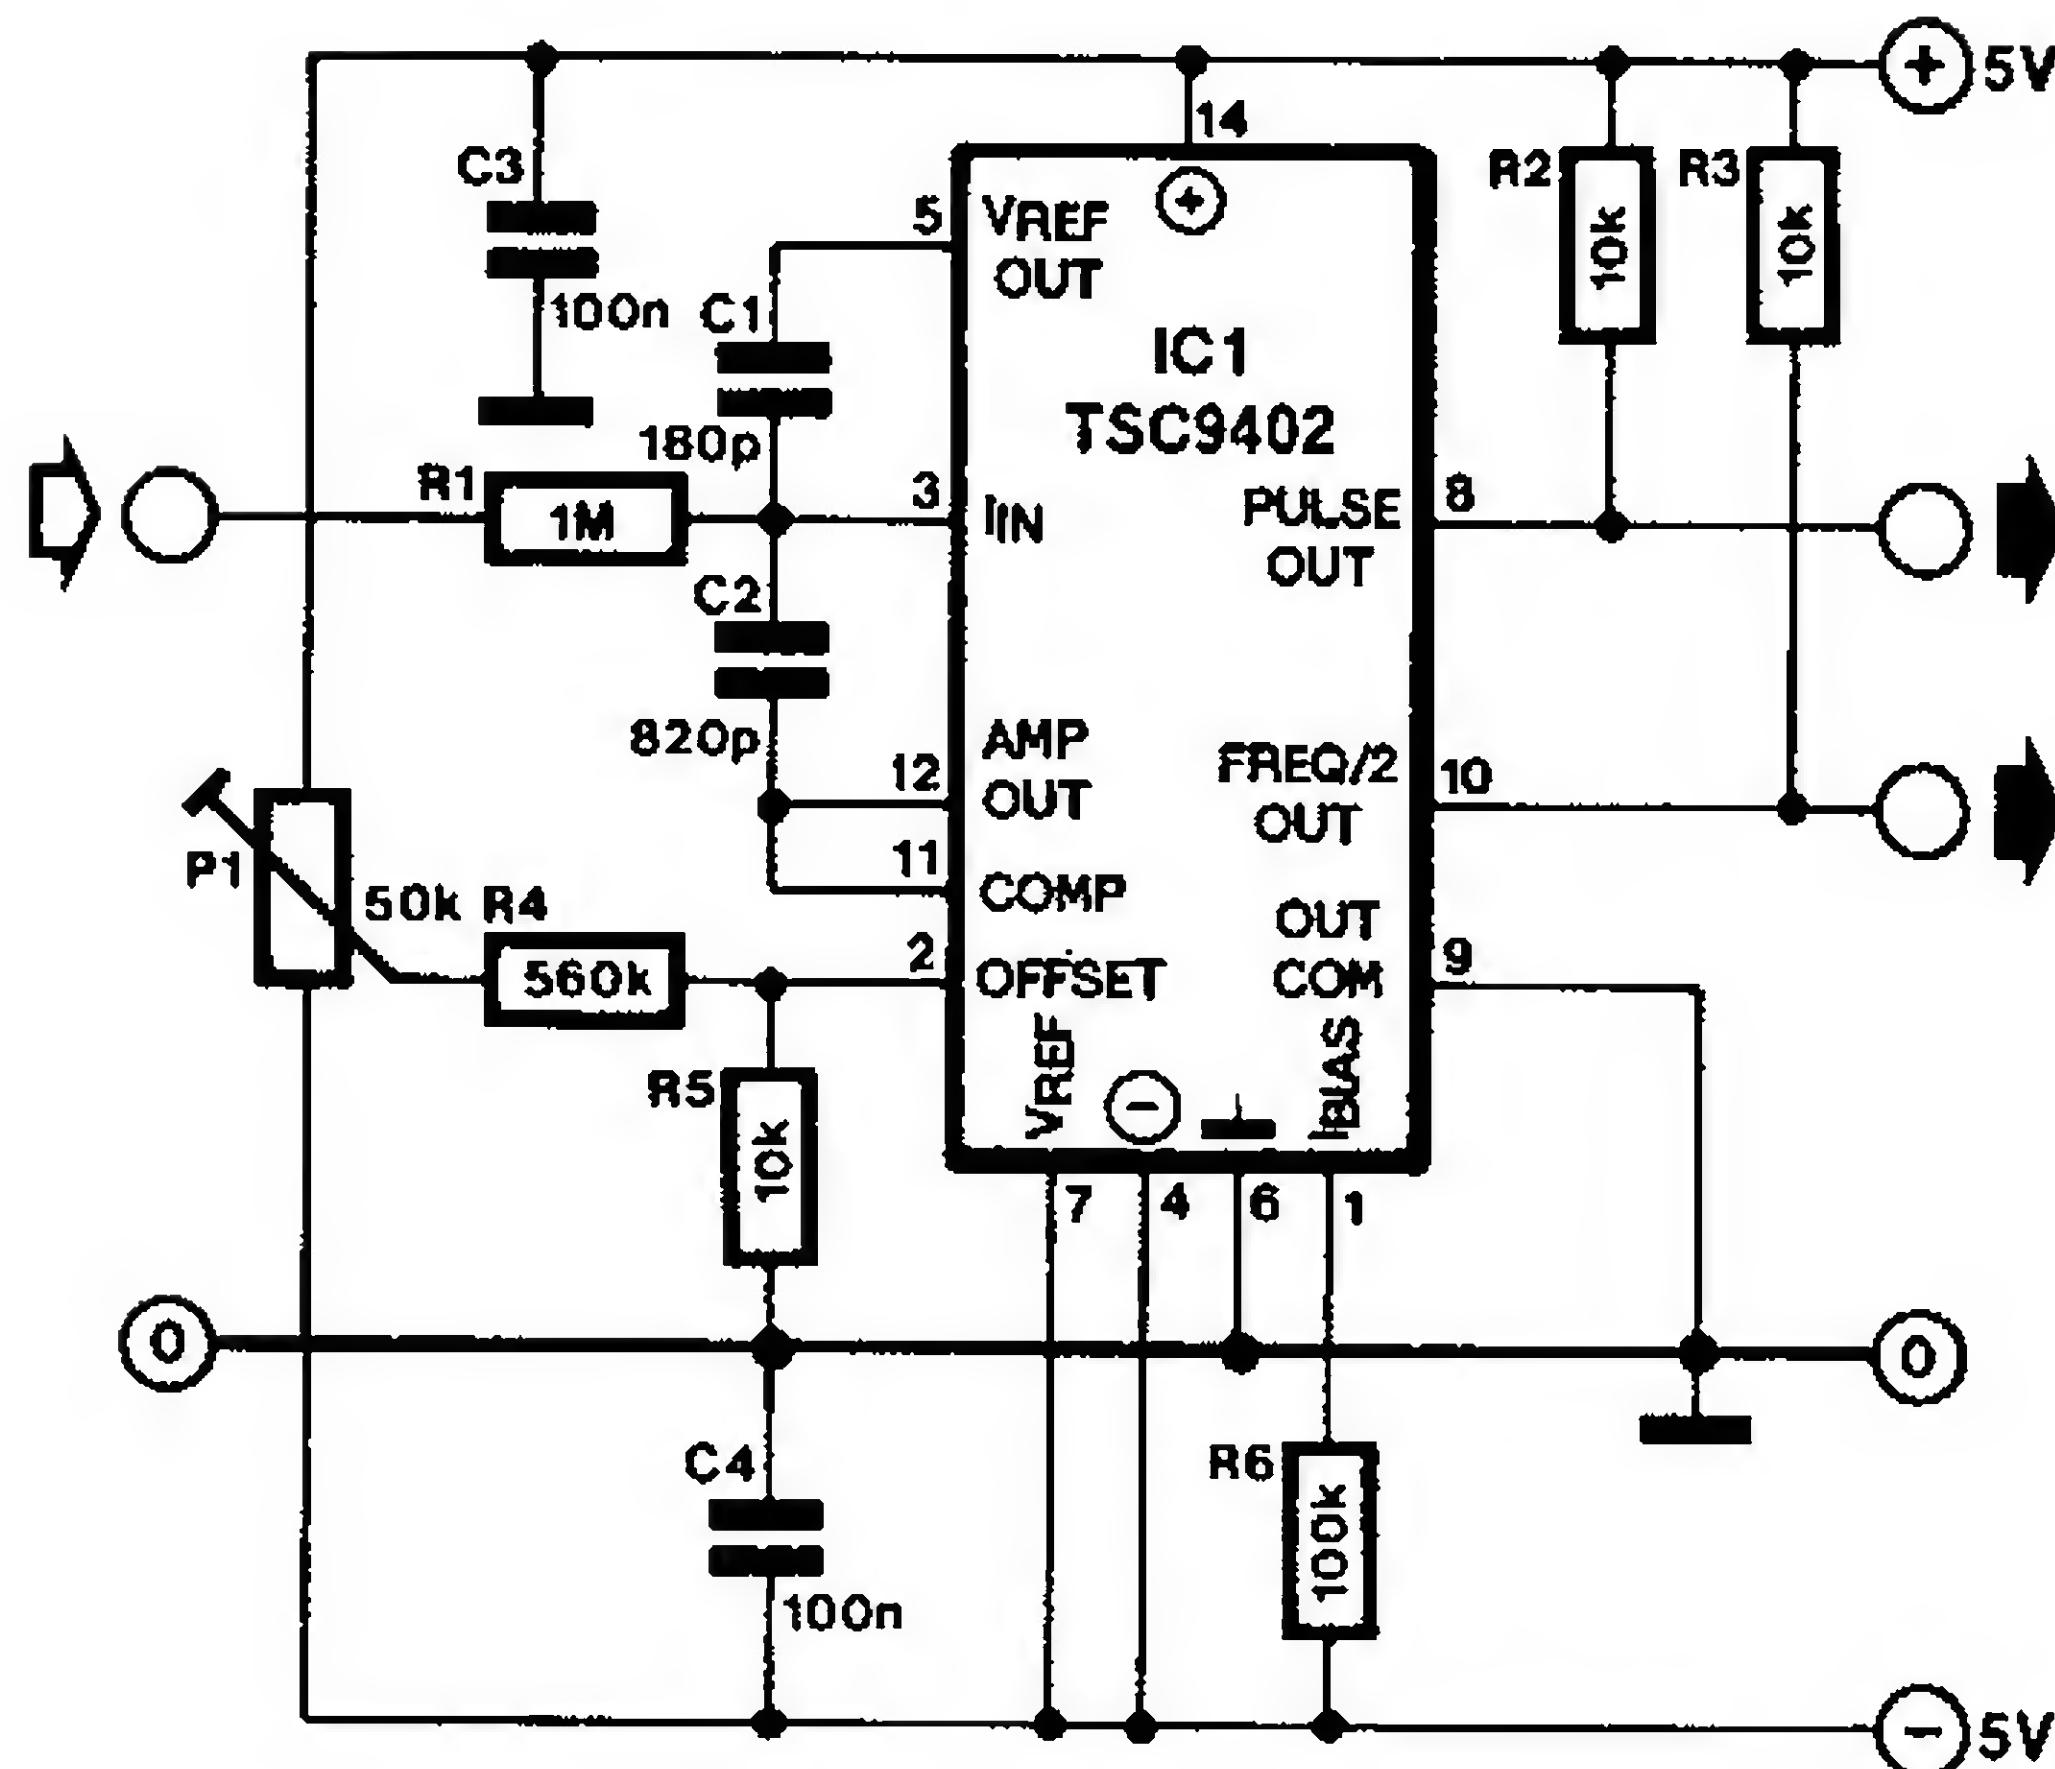 + 5V
14
C3
R2
R3
5
VREF
OUT
+
10k
10k
100n
C1
IC1
TSC9402
180p
R1
1M
3
IIN
PULSE
OUT
8
C2
820p
12
AMP
OUT
FREQ/2
OUT
10
P1
50k
11
COMP
R4
560k
2
OFFSET
OUT
COM
9
R5
10k
VREF
−
IBIAS
7
4
6
1
0
0
C4
100n
R6
100k
− 5V